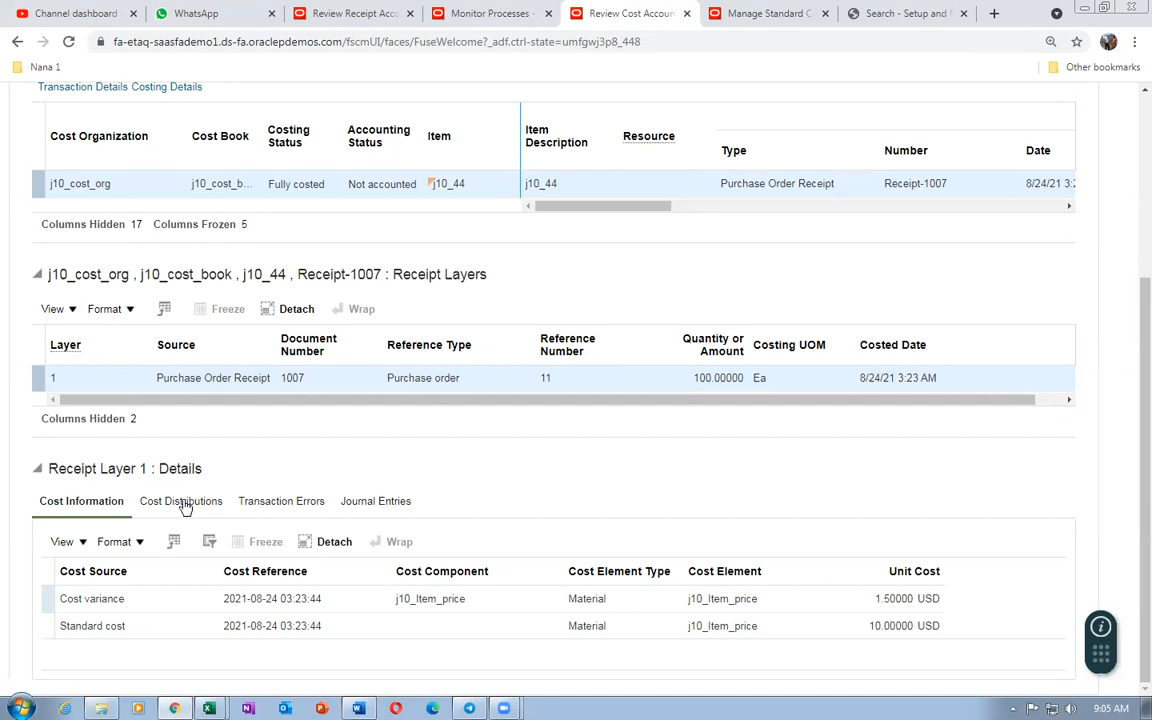 Channel dashboard
WhatsApp
Review Receipt Acco
Monitor Processes -
Review Cost Accoun
Manage Standard C
Search - Setup and
fa-etaq-saasfademo1.ds-fa.oraclepdemos.com/fscmUI/faces/FuseWelcome?_adf.ctrl-state=umfgwj3p8_448
Nana 1
Other bookmarks
Transaction Details Costing Details
Cost Organization Cost Book Costing Status Accounting Status Item Item Description Resource Type Number Date
j10_cost_org j10_cost_b... Fully costed Not accounted j10_44 j10_44 Purchase Order Receipt Receipt-1007 8/24/21 3:2
Columns Hidden 17 Columns Frozen 5
j10_cost_org , j10_cost_book , j10_44 , Receipt-1007 : Receipt Layers
View Format Freeze Detach Wrap
Layer Source Document Number Reference Type Reference Number Quantity or Amount Costing UOM Costed Date
1 Purchase Order Receipt 1007 Purchase order 11 100.00000 Ea 8/24/21 3:23 AM
Columns Hidden 2
Receipt Layer 1 : Details
Cost Information Cost Distributions Transaction Errors Journal Entries
View Format Freeze Detach Wrap
Cost Source Cost Reference Cost Component Cost Element Type Cost Element Unit Cost
Cost variance 2021-08-24 03:23:44 j10_Item_price Material j10_Item_price 1.50000 USD
Standard cost 2021-08-24 03:23:44 Material j10_Item_price 10.00000 USD
9:05 AM